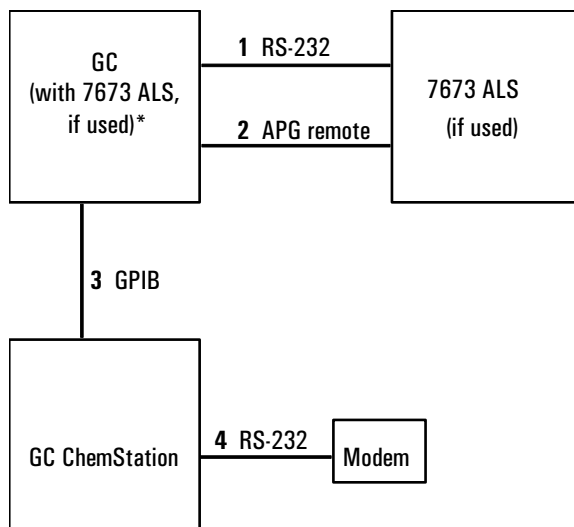 GC
(with 7673 ALS,
if used)*
1 RS-232
2 APG remote
7673 ALS
(if used)
3 GPIB
GC ChemStation
4 RS-232
Modem